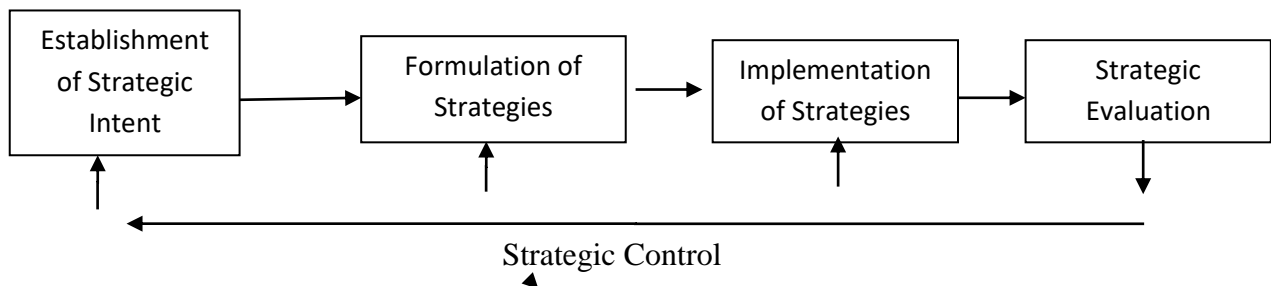 Establishment
of Strategic
Intent
Formulation of
Strategies
Implementation
of Strategies
Strategic
Evaluation
Strategic Control